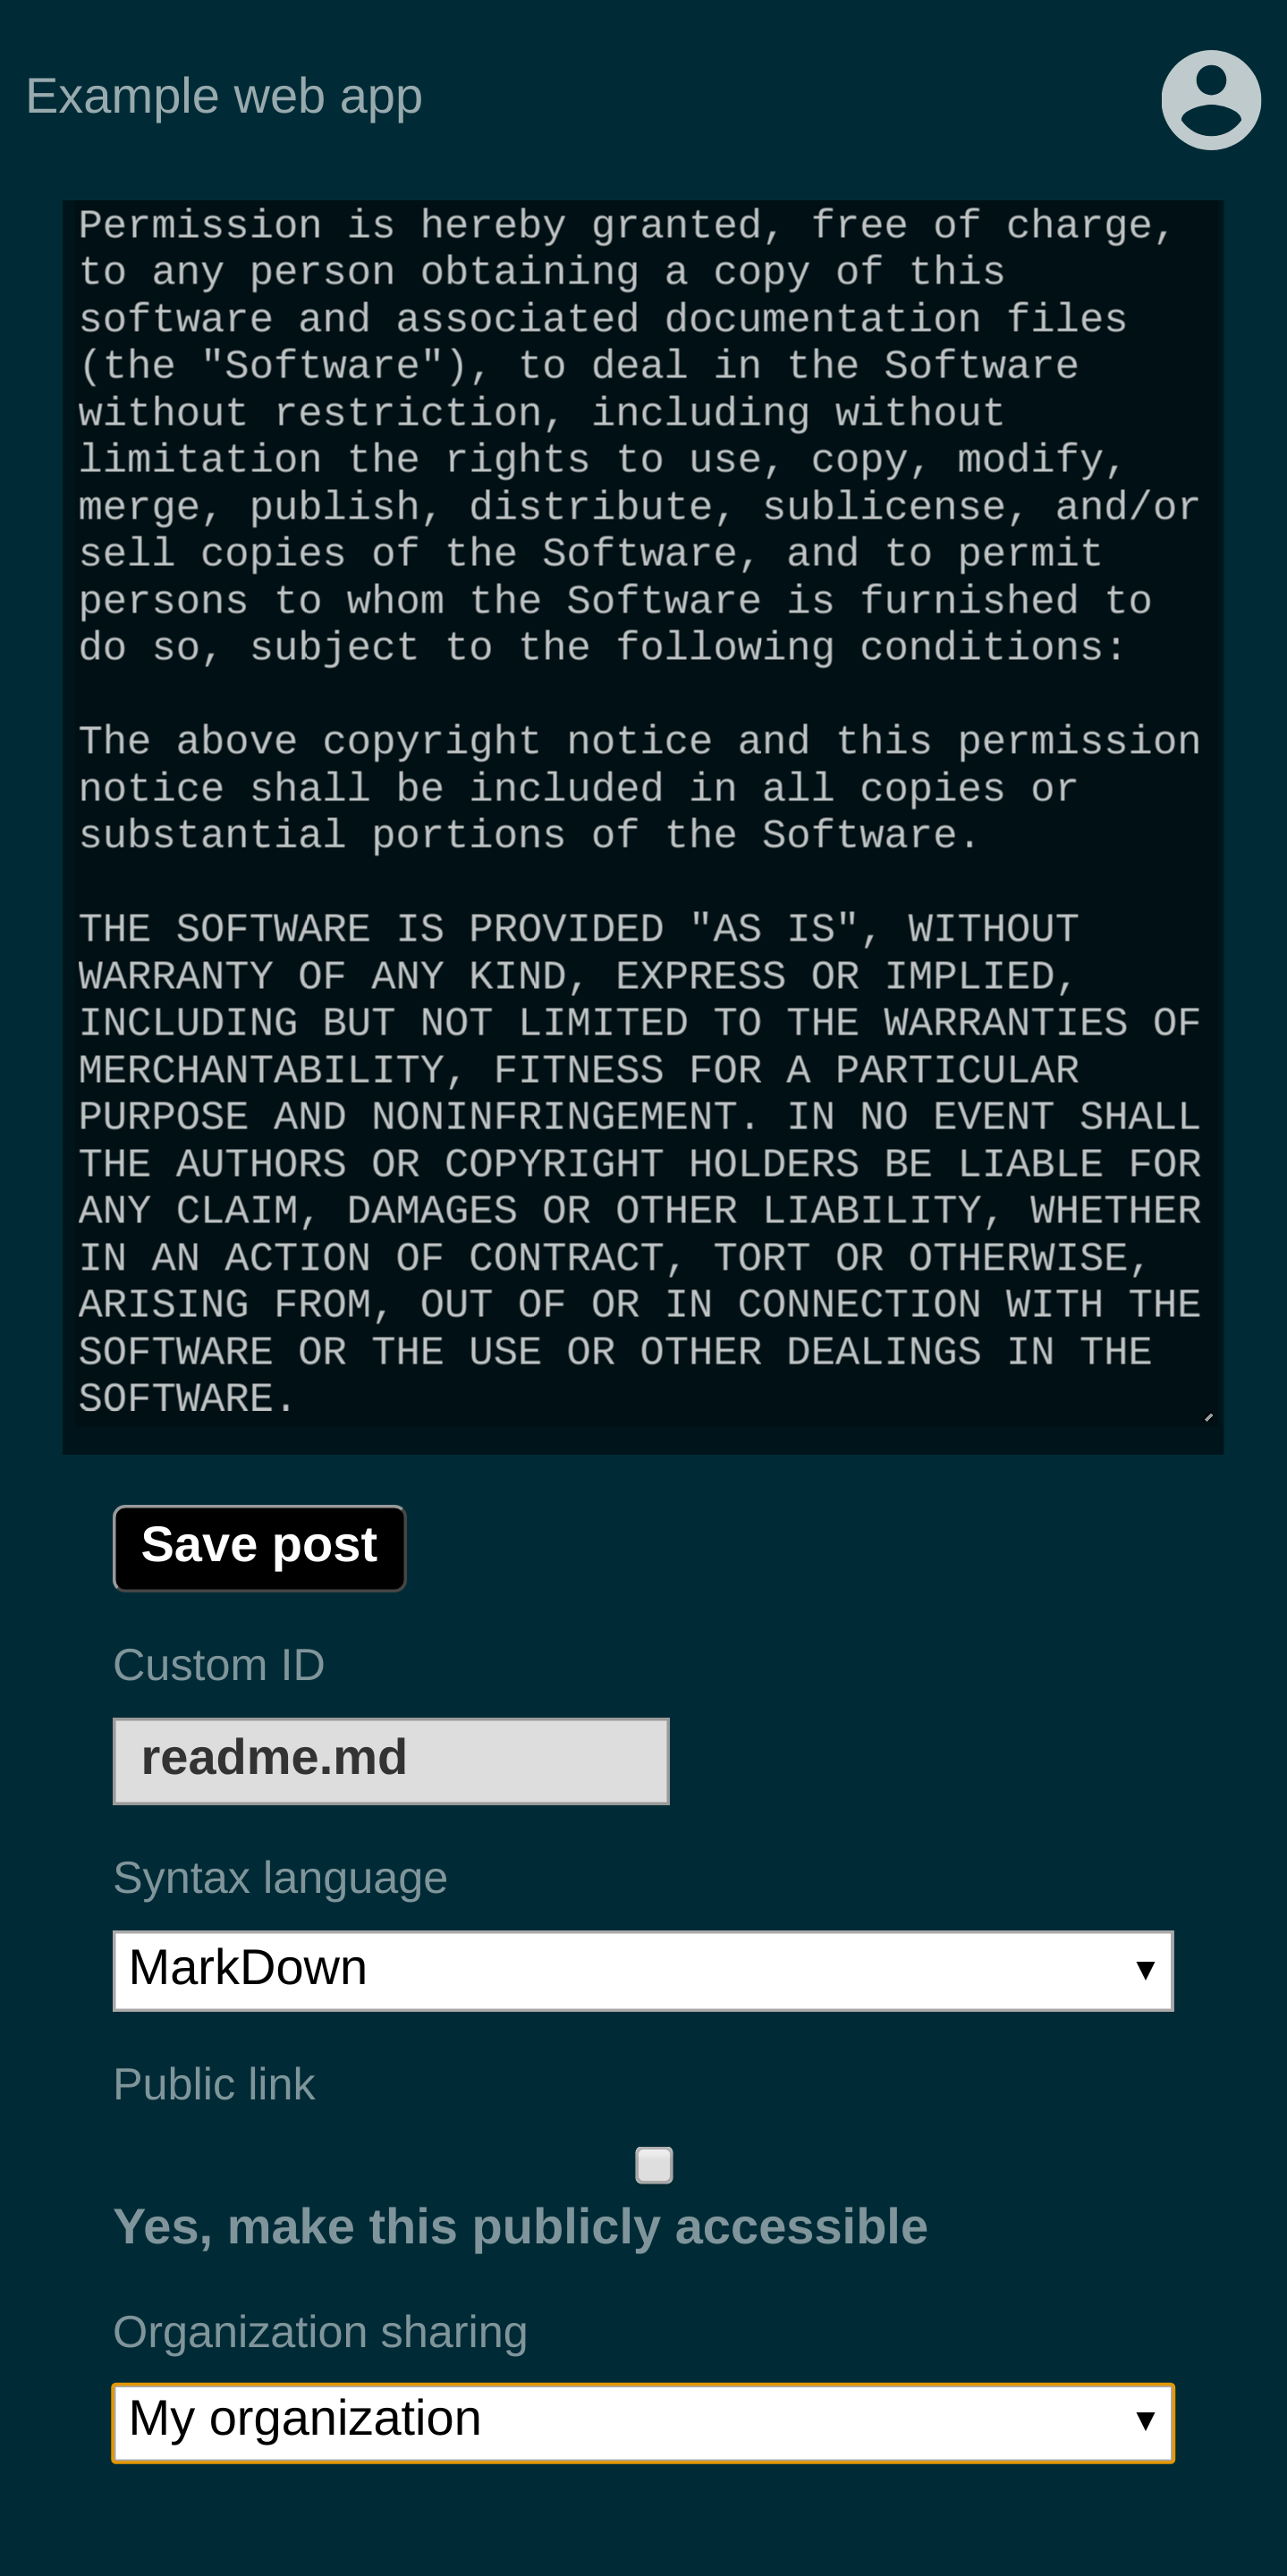 Example web app
Permission is hereby granted, free of charge,
to any person obtaining a copy of this
software and associated documentation files
(the "Software"), to deal in the Software
without restriction, including without
limitation the rights to use, copy, modify,
merge, publish, distribute, sublicense, and/or
sell copies of the Software, and to permit
persons to whom the Software is furnished to
do so, subject to the following conditions:
The above copyright notice and this permission
notice shall be included in all copies or
substantial portions of the Software.
THE SOFTWARE IS PROVIDED "AS IS", WITHOUT
WARRANTY OF ANY KIND, EXPRESS OR IMPLIED,
INCLUDING BUT NOT LIMITED TO THE WARRANTIES OF
MERCHANTABILITY, FITNESS FOR A PARTICULAR
PURPOSE AND NONINFRINGEMENT. IN NO EVENT SHALL
THE AUTHORS OR COPYRIGHT HOLDERS BE LIABLE FOR
ANY CLAIM, DAMAGES OR OTHER LIABILITY, WHETHER
IN AN ACTION OF CONTRACT, TORT OR OTHERWISE,
ARISING FROM, OUT OF OR IN CONNECTION WITH THE
SOFTWARE OR THE USE OR OTHER DEALINGS IN THE
SOFTWARE.
Save post
Custom ID
readme.md
Syntax language
MarkDown
Public link
Yes, make this publicly accessible
Organization sharing
My organization